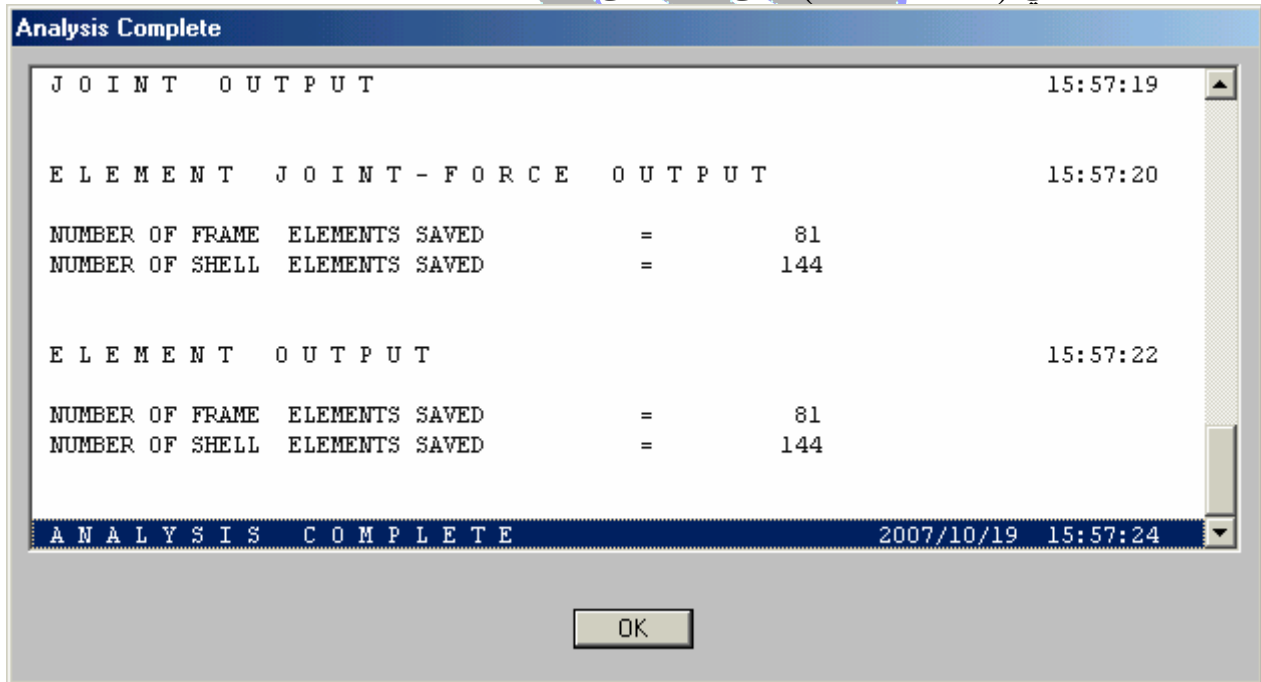 Analysis Complete
J O I N T   O U T P U T   15:57:19
E L E M E N T   J O I N T - F O R C E   O U T P U T   15:57:20
NUMBER OF FRAME  ELEMENTS SAVED   =   81
NUMBER OF SHELL  ELEMENTS SAVED   =   144
E L E M E N T   O U T P U T   15:57:22
NUMBER OF FRAME  ELEMENTS SAVED   =   81
NUMBER OF SHELL  ELEMENTS SAVED   =   144
A N A L Y S I S   C O M P L E T E   2007/10/19   15:57:24
OK